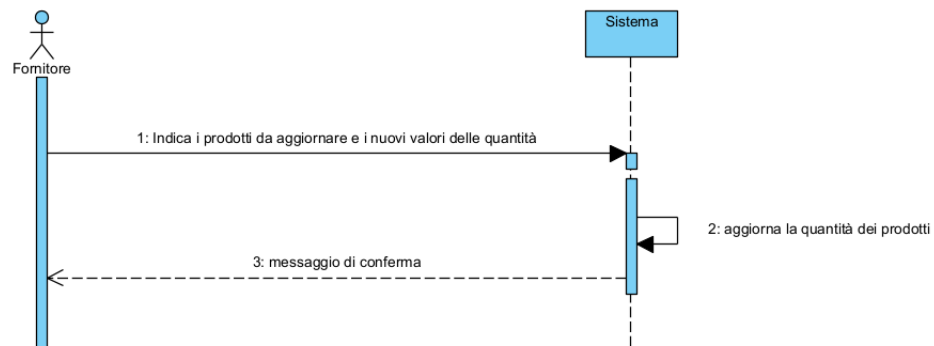 Sistema
Fornitore
1: Indica i prodotti da aggiornare e i nuovi valori delle quantità
2: aggiorna la quantità dei prodotti
3: messaggio di conferma